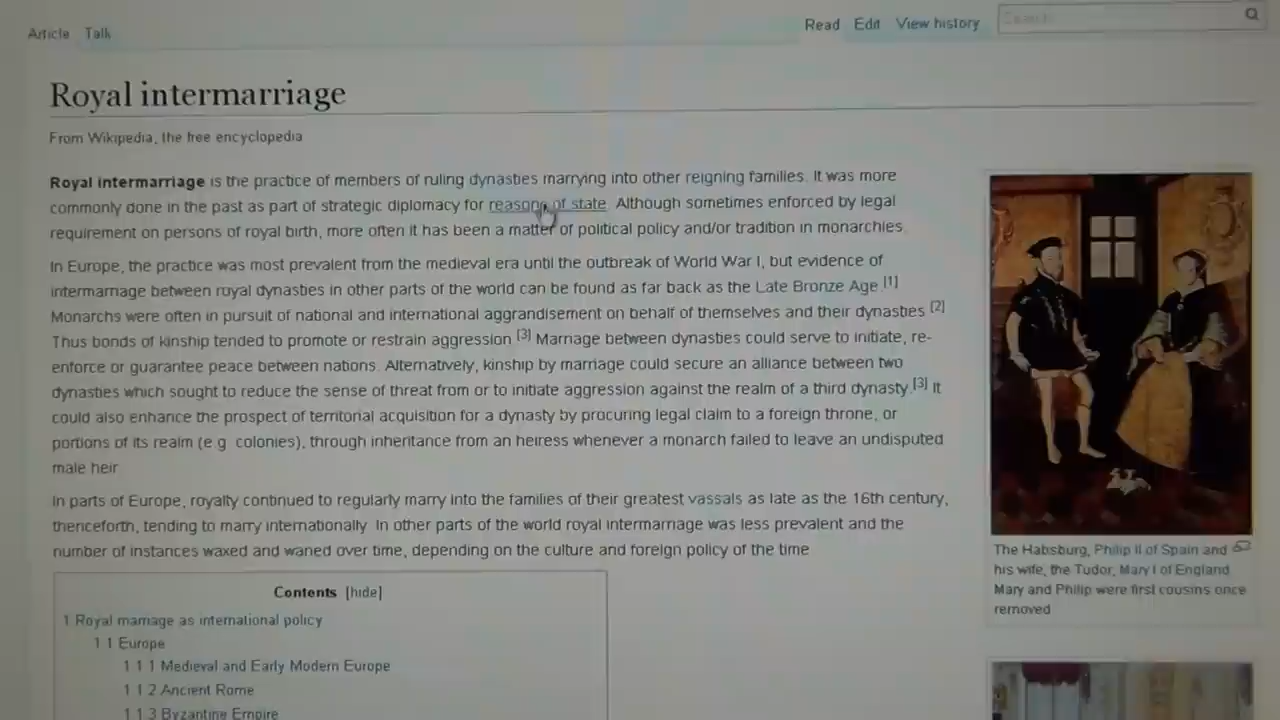 Article Talk
Read Edit View history
Search
Royal intermarriage
From Wikipedia, the free encyclopedia
Royal intermarriage is the practice of members of ruling dynasties marrying into other reigning families. It was more
commonly done in the past as part of strategic diplomacy for reasons of state. Although sometimes enforced by legal
requirement on persons of royal birth, more often it has been a matter of political policy and/or tradition in monarchies.
In Europe, the practice was most prevalent from the medieval era until the outbreak of World War I, but evidence of
intermarriage between royal dynasties in other parts of the world can be found as far back as the Late Bronze Age.[1]
Monarchs were often in pursuit of national and international aggrandisement on behalf of themselves and their dynasties.[2]
Thus bonds of kinship tended to promote or restrain aggression.[3] Marriage between dynasties could serve to initiate, re-
enforce or guarantee peace between nations. Alternatively, kinship by marriage could secure an alliance between two
dynasties which sought to reduce the sense of threat from or to initiate aggression against the realm of a third dynasty.[3] It
could also enhance the prospect of territorial acquisition for a dynasty by procuring legal claim to a foreign throne, or
portions of its realm (e.g. colonies), through inheritance from an heiress whenever a monarch failed to leave an undisputed
male heir.
In parts of Europe, royalty continued to regularly marry into the families of their greatest vassals as late as the 16th century,
thenceforth, tending to marry internationally. In other parts of the world royal intermarriage was less prevalent and the
number of instances waxed and waned over time, depending on the culture and foreign policy of the time.
The Habsburg, Philip II of Spain and
his wife, the Tudor, Mary I of England.
Mary and Philip were first cousins once
removed
Contents [hide]
1 Royal marriage as international policy
1.1 Europe
1.1.1 Medieval and Early Modern Europe
1.1.2 Ancient Rome
1.1.3 Byzantine Empire